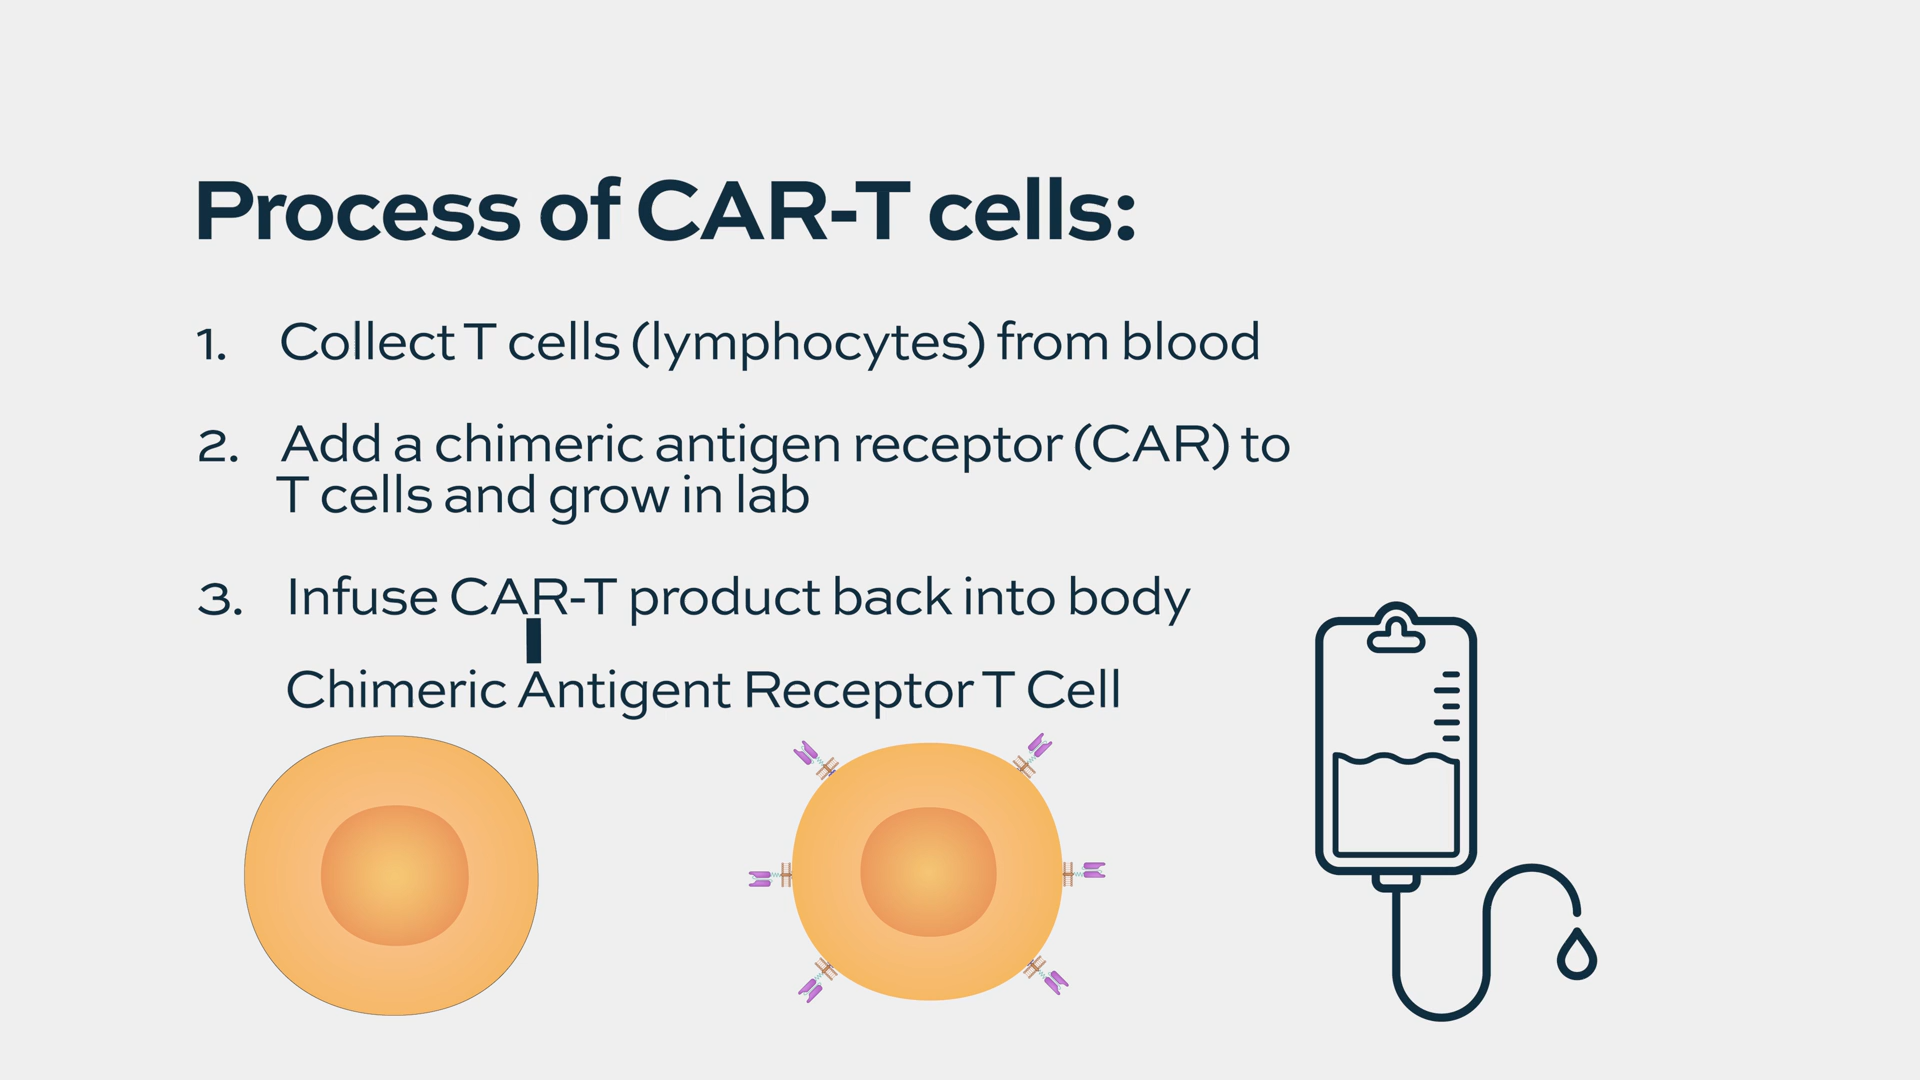 Process of CAR-T cells:
1. Collect T cells (lymphocytes) from blood
2. Add a chimeric antigen receptor (CAR) to
T cells and grow in lab
3. Infuse CAR-T product back into body
Chimeric Antigent Receptor T Cell